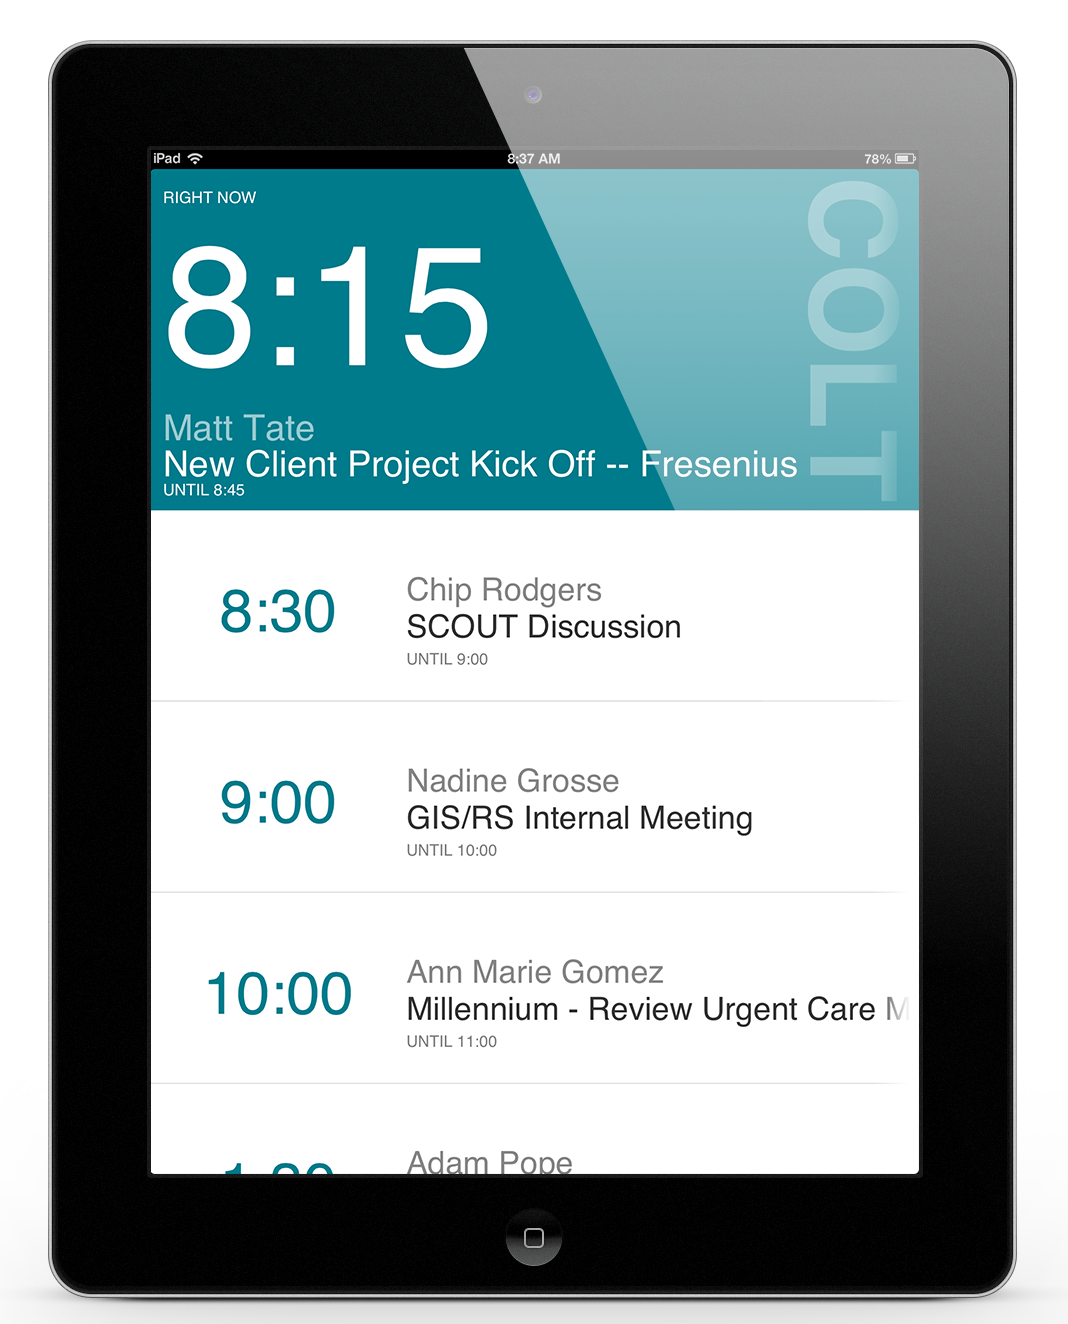 iPad 8:37 AM 78%
RIGHT NOW
COLT
8:15
Matt Tate
New Client Project Kick Off -- Fresenius
UNTIL 8:45
8:30
Chip Rodgers
SCOUT Discussion
UNTIL 9:00
9:00
Nadine Grosse
GIS/RS Internal Meeting
UNTIL 10:00
10:00
Ann Marie Gomez
Millennium - Review Urgent Care M
UNTIL 11:00
Adam Pope